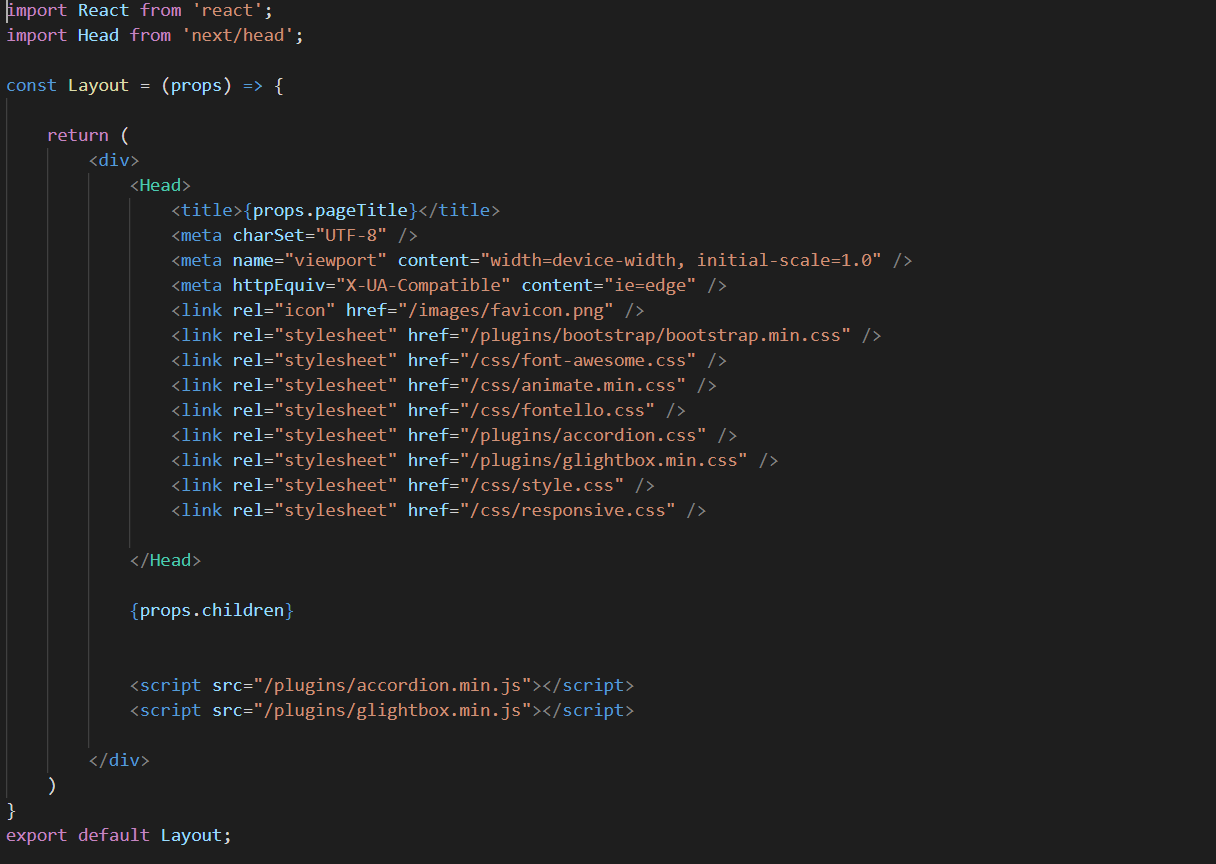 import React from 'react';
import Head from 'next/head';
const Layout = (props) => {
return (
<div>
<Head>
<title>{props.pageTitle}</title>
<meta charSet="UTF-8" />
<meta name="viewport" content="width=device-width, initial-scale=1.0" />
<meta httpEquiv="X-UA-Compatible" content="ie=edge" />
<link rel="icon" href="/images/favicon.png" />
<link rel="stylesheet" href="/plugins/bootstrap/bootstrap.min.css" />
<link rel="stylesheet" href="/css/font-awesome.css" />
<link rel="stylesheet" href="/css/animate.min.css" />
<link rel="stylesheet" href="/css/fontello.css" />
<link rel="stylesheet" href="/plugins/accordion.css" />
<link rel="stylesheet" href="/plugins/glightbox.min.css" />
<link rel="stylesheet" href="/css/style.css" />
<link rel="stylesheet" href="/css/responsive.css" />
</Head>
{props.children}
<script src="/plugins/accordion.min.js"></script>
<script src="/plugins/glightbox.min.js"></script>
</div>
)
}
export default Layout;